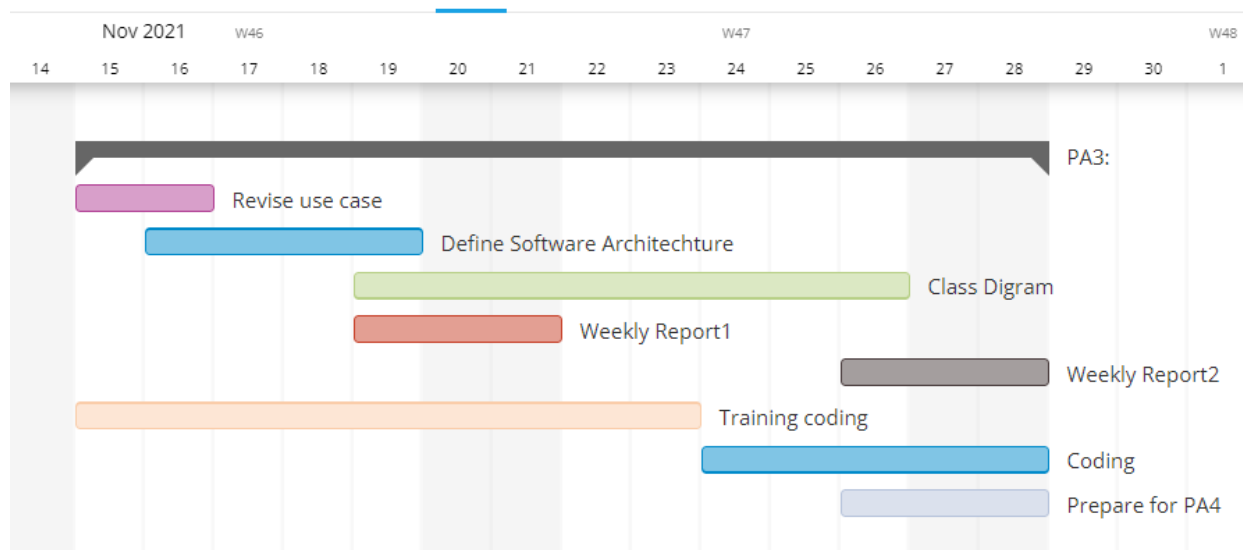 Nov 2021 W46 W47 W48
14 15 16 17 18 19 20 21 22 23 24 25 26 27 28 29 30 1
PA3:
Revise use case
Define Software Architechture
Class Digram
Weekly Report1
Weekly Report2
Training coding
Coding
Prepare for PA4